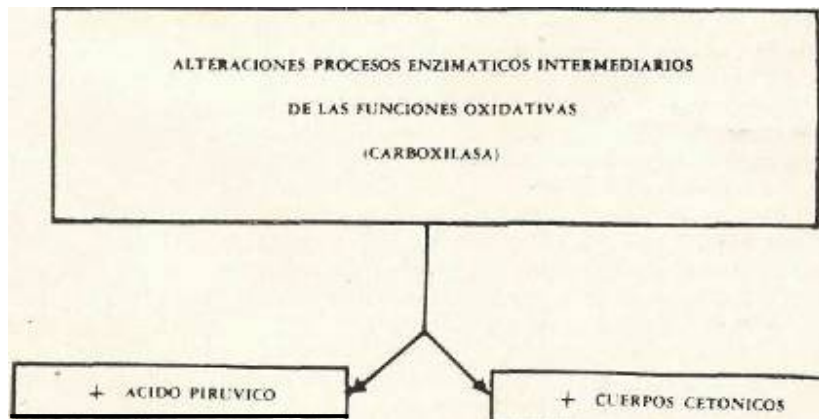 ALTERACIONES PROCESOS ENZIMATICOS INTERMEDIARIOS
DE LAS FUNCIONES OXIDATIVAS
(CARBOXILASA)
+ ACIDO PIRUVICO
+ CUERPOS CETONICOS